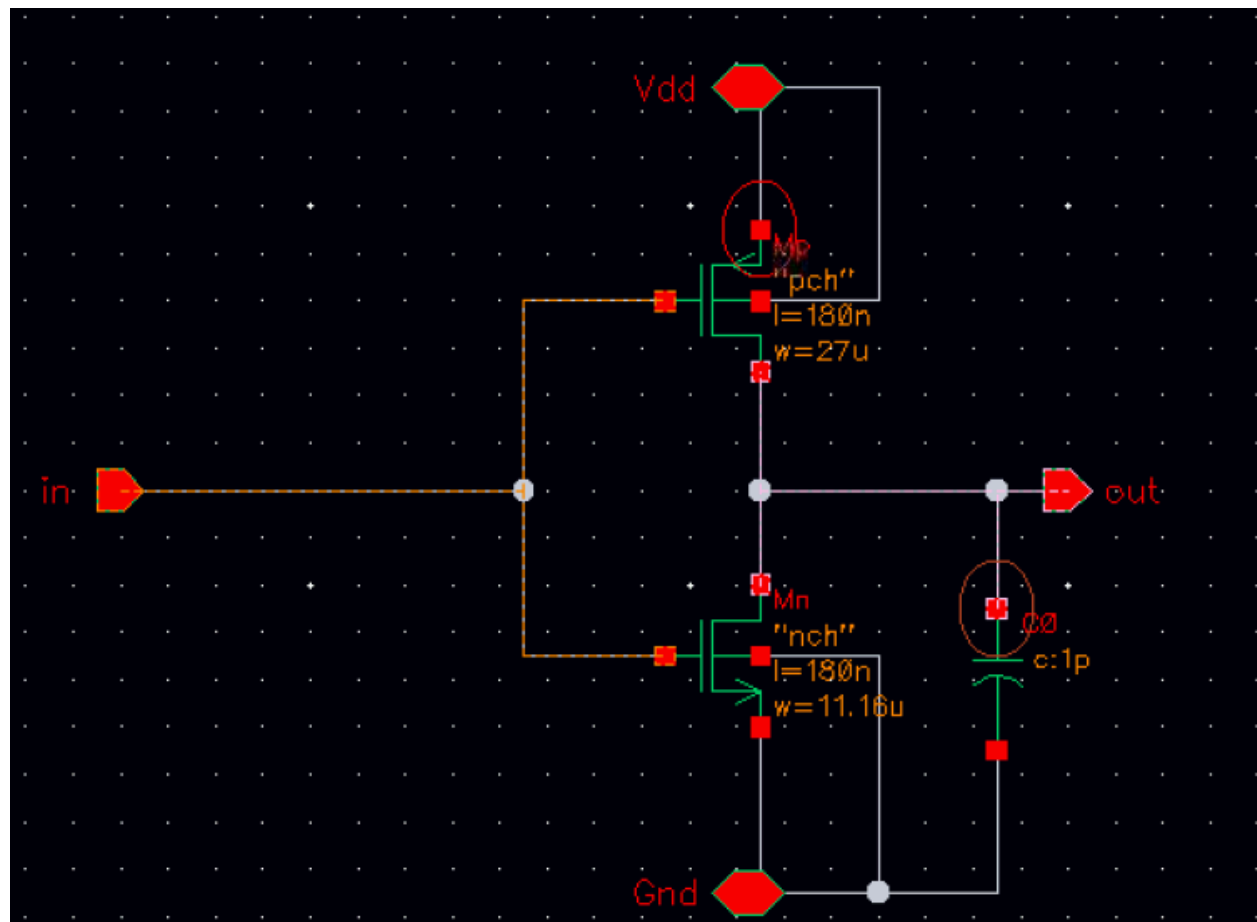 Vdd
Mp
"pch"
l=180n
w=27u
in
out
Mn
"nch"
l=180n
w=11.16u
C0
c:1p
Gnd